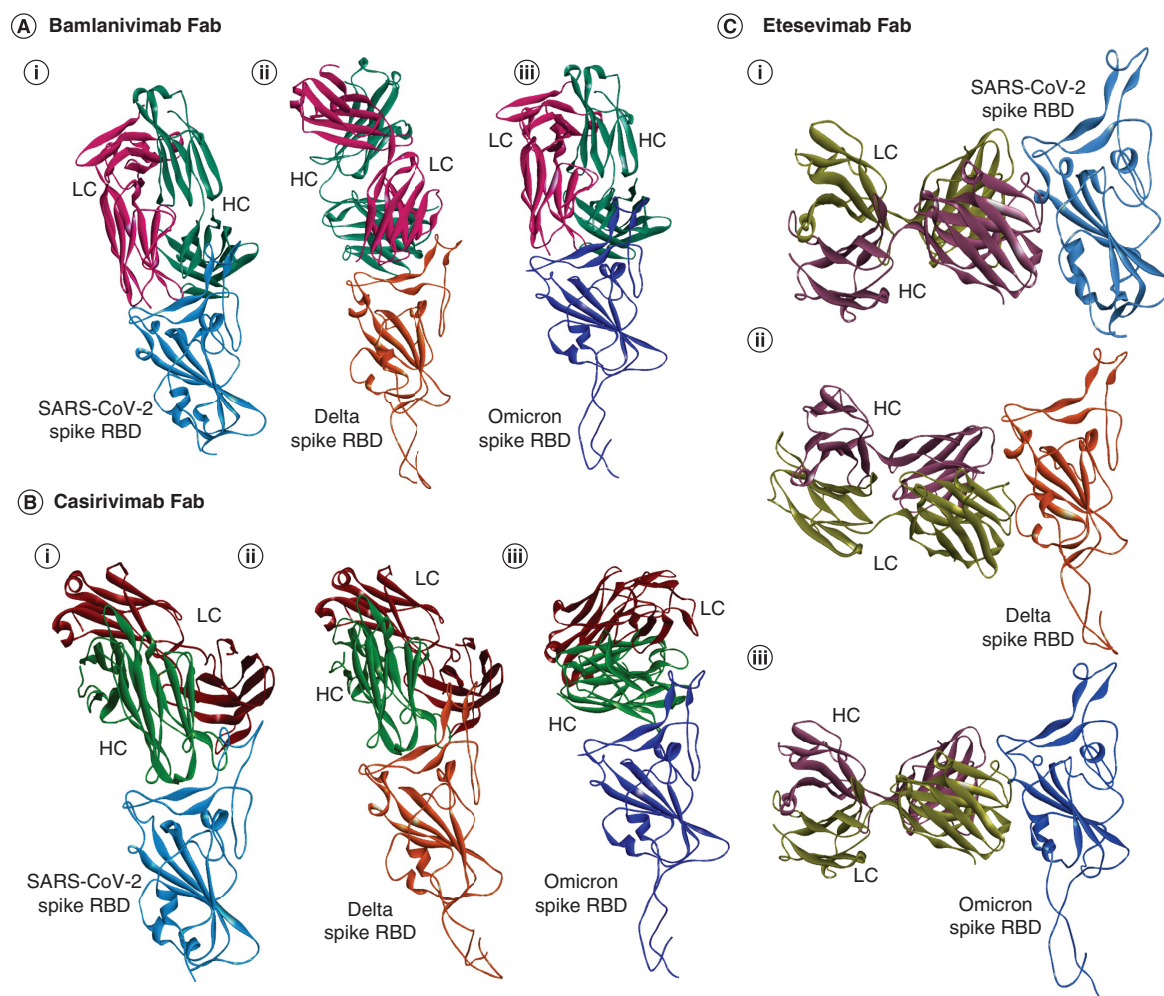 A Bamlanivimab Fab
i
LC
HC
SARS-CoV-2
spike RBD
ii
HC
LC
Delta
spike RBD
iii
LC
HC
Omicron
spike RBD
B Casirivimab Fab
i
LC
HC
SARS-CoV-2
spike RBD
ii
LC
HC
Delta
spike RBD
iii
LC
HC
Omicron
spike RBD
C Etesevimab Fab
i
SARS-CoV-2
spike RBD
LC
HC
ii
HC
LC
Delta
spike RBD
iii
HC
LC
Omicron
spike RBD